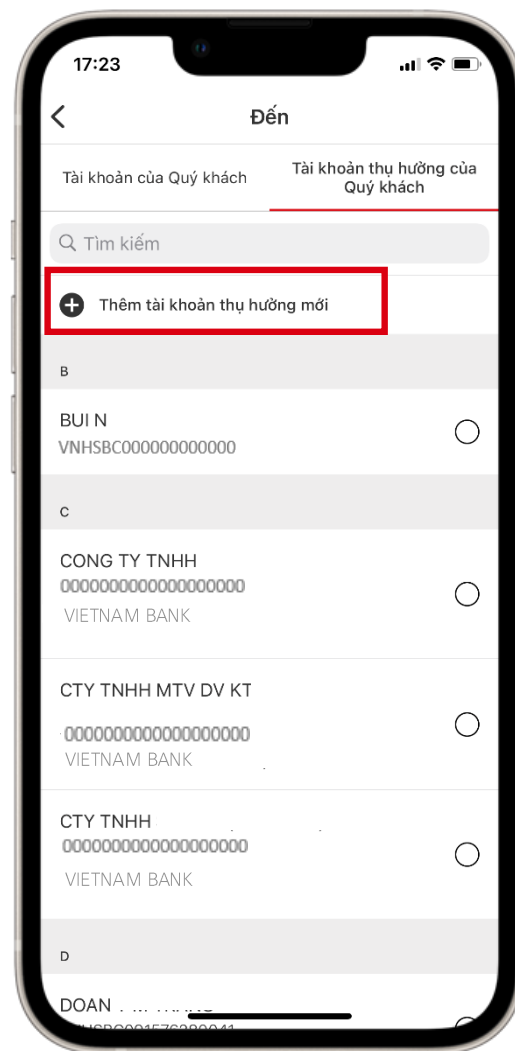 17:23
Đến
Tài khoản của Quý khách
Tài khoản thụ hưởng của
Quý khách
Tìm kiếm
Thêm tài khoản thụ hưởng mới
B
BUI N
VNHSBC000000000000
C
CONG TY TNHH
0000000000000000000
VIETNAM BANK
CTY TNHH MTV DV KT
0000000000000000000
VIETNAM BANK
CTY TNHH
0000000000000000000
VIETNAM BANK
D
DOAN